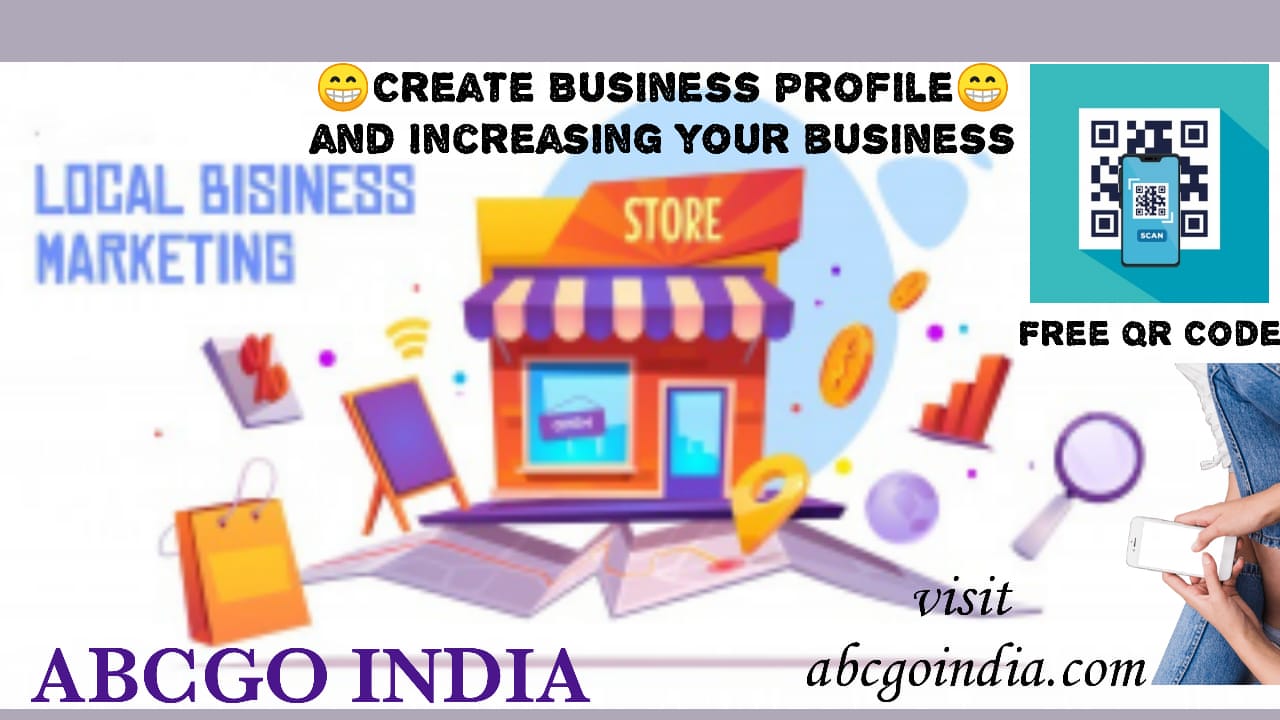 😁CREATE BUSINESS PROFILE😁
AND INCREASING YOUR BUSINESS
LOCAL BISINESS
MARKETING
STORE
SCAN
FREE QR CODE
visit
abcgoindia.com
ABCGO INDIA